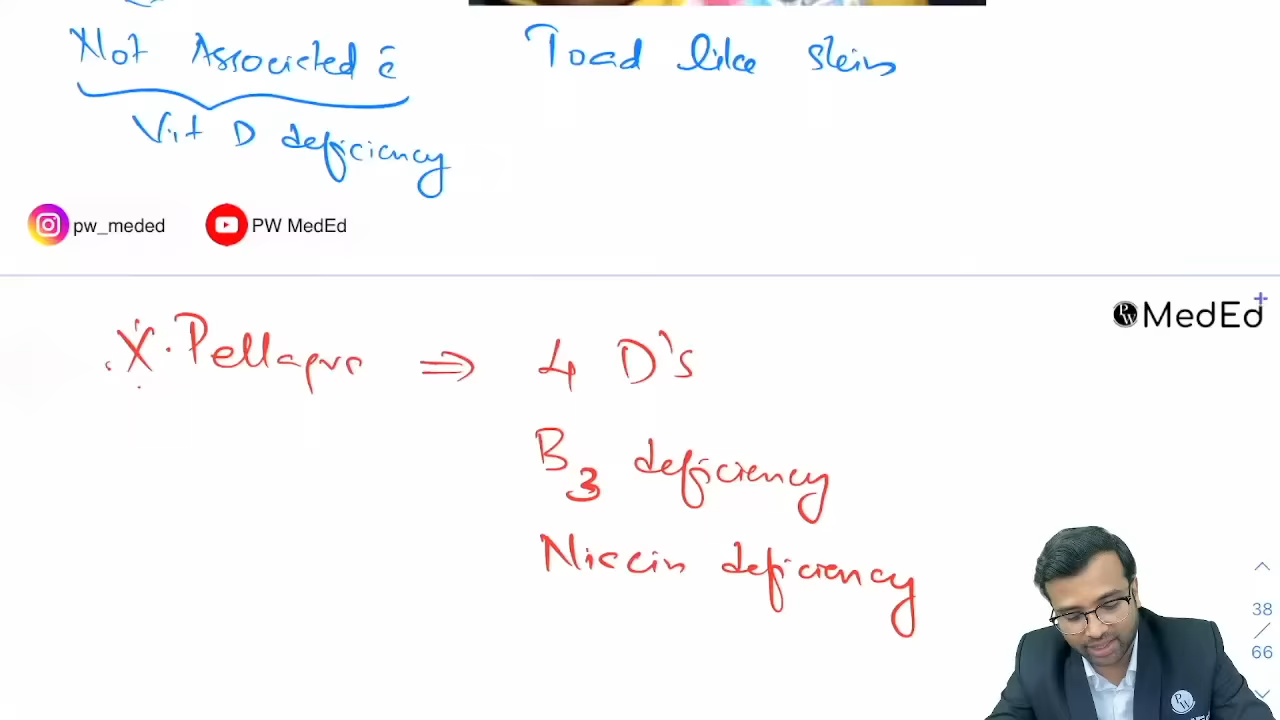 Not Associated c̄
Toad like skin
Vit D deficiency
pw_meded
PW MedEd
MedEd+
X. Pellagra ⇒ 4 D's
B3 deficiency
Niacin deficiency
38
/
66